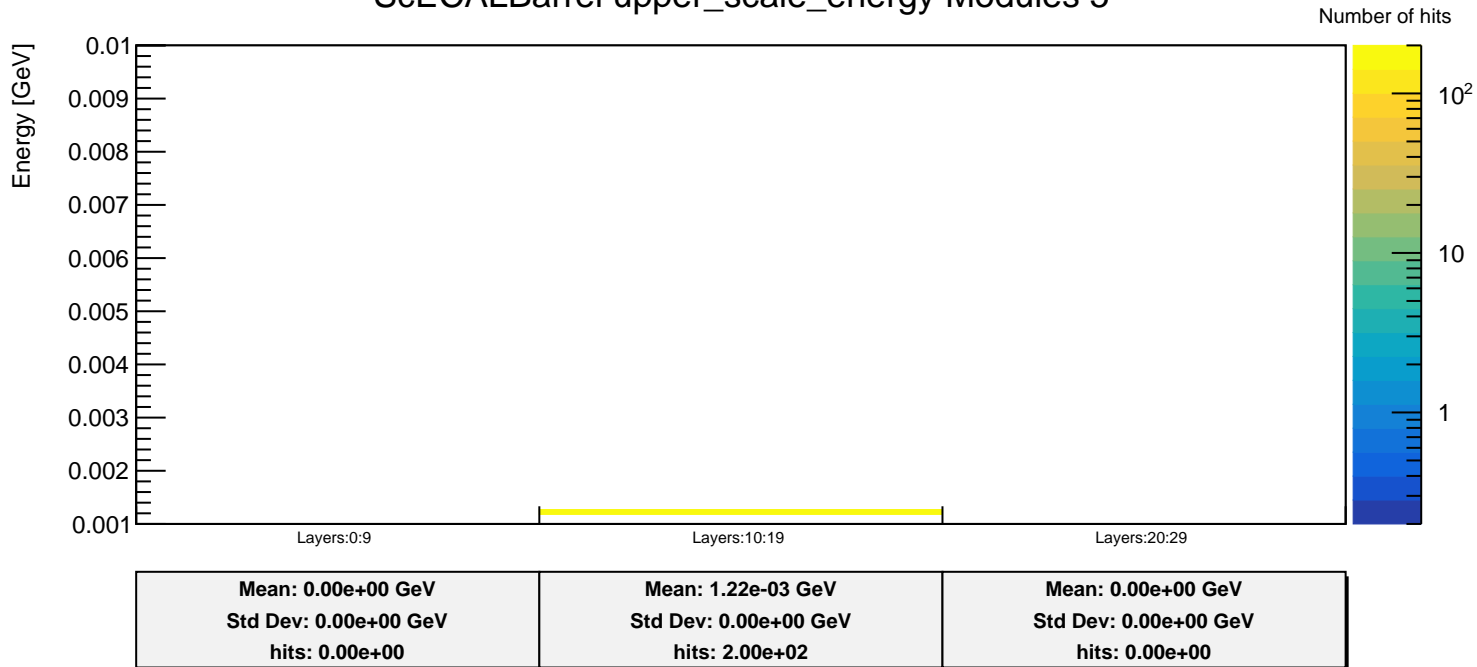 ScECALBarrel upper_scale_energy Modules 5
Number of hits
Energy [GeV]
0.01
0.009
0.008
0.007
0.006
0.005
0.004
0.003
0.002
0.001
10²
10
1
Layers:0:9 Layers:10:19 Layers:20:29
Mean: 0.00e+00 GeV Mean: 1.22e-03 GeV Mean: 0.00e+00 GeV
Std Dev: 0.00e+00 GeV Std Dev: 0.00e+00 GeV Std Dev: 0.00e+00 GeV
hits: 0.00e+00 hits: 2.00e+02 hits: 0.00e+00